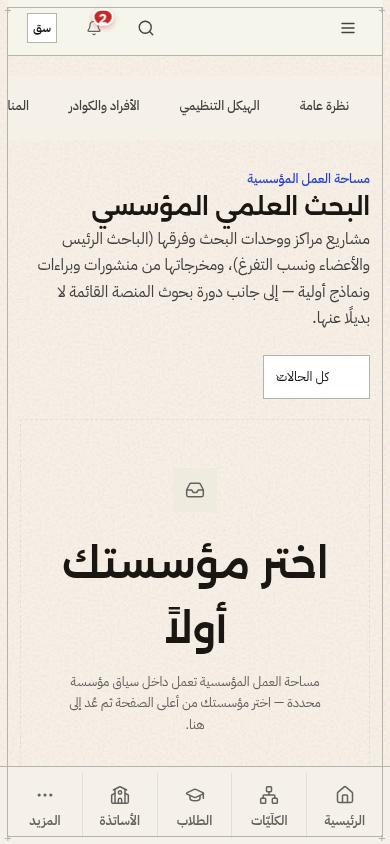 2
سق
نظرة عامة
الهيكل التنظيمي
الأفراد والكوادر
المنا
مساحة العمل المؤسسية
البحث العلمي المؤسسي
مشاريع مراكز ووحدات البحث وفرقها (الباحث الرئيس
والأعضاء ونسب التفرغ)، ومخرجاتها من منشورات وبراءات
ونماذج أولية — إلى جانب دورة بحوث المنصة القائمة لا
بديلًا عنها.
كل الحالات
اختر مؤسستك
أولاً
مساحة العمل المؤسسية تعمل داخل سياق مؤسسة
محددة — اختر مؤسستك من أعلى الصفحة ثم عُد إلى
هنا.
الرئيسية
الكليّات
الطلاب
الأساتذة
المزيد